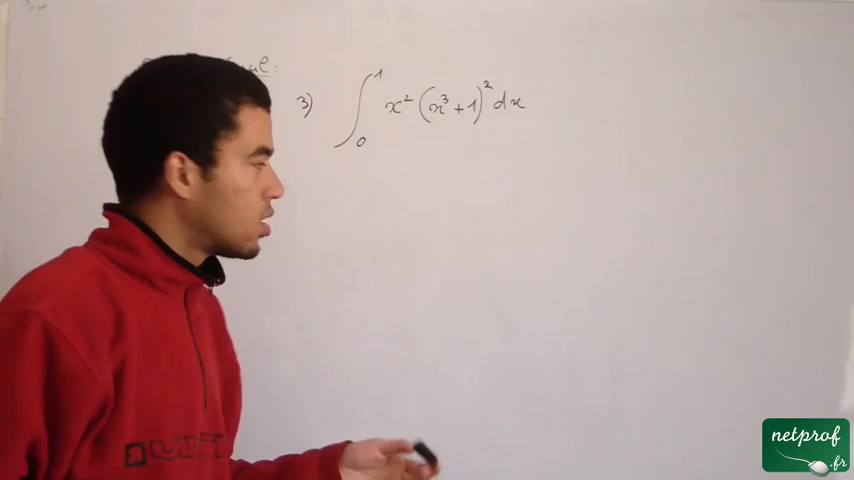 3) ∫₀¹ x² (x³ + 1)² dx
netprof
.fr